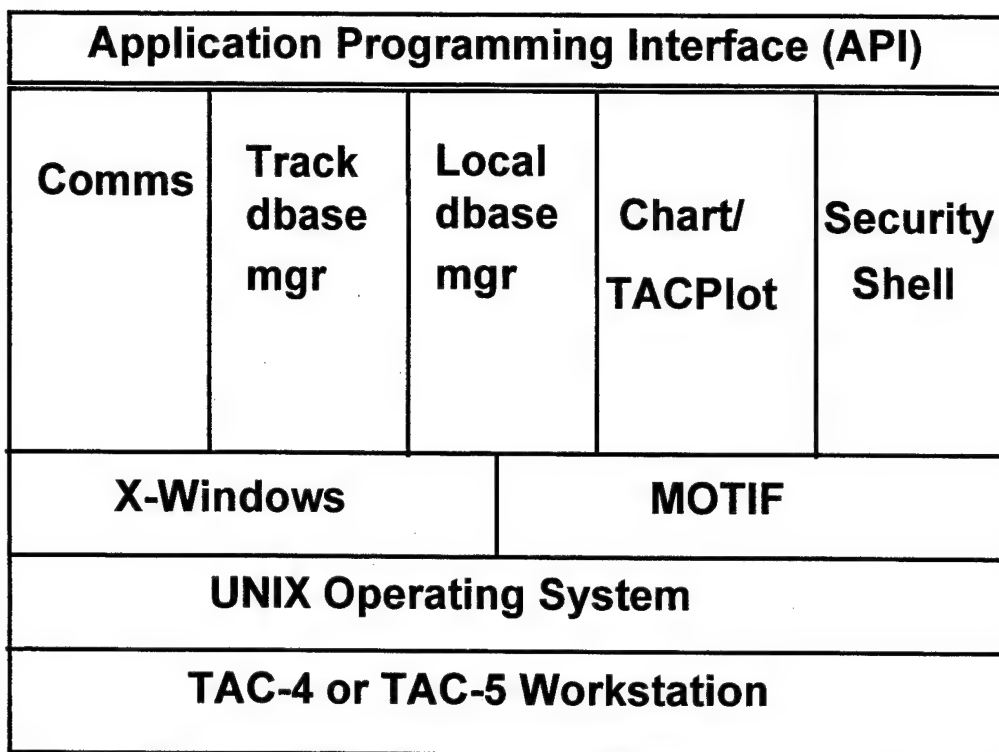 Application Programming Interface (API)
Comms
Track
dbase
mgr
Local
dbase
mgr
Chart/
TACPlot
Security
Shell
X-Windows
MOTIF
UNIX Operating System
TAC-4 or TAC-5 Workstation